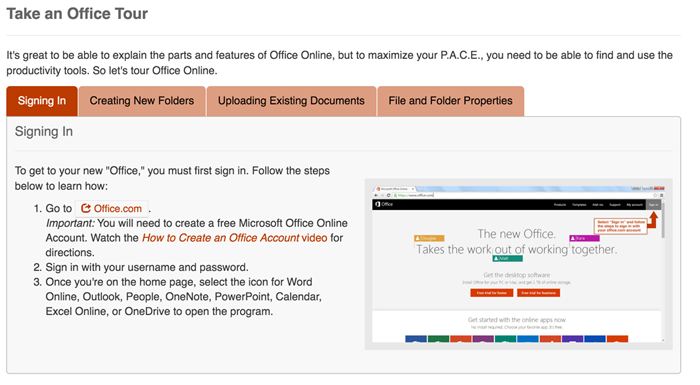 Take an Office Tour
It's great to be able to explain the parts and features of Office Online, but to maximize your P.A.C.E., you need to be able to find and use the
productivity tools. So let's tour Office Online.
Signing In
Creating New Folders
Uploading Existing Documents
File and Folder Properties
Signing In
To get to your new "Office," you must first sign in. Follow the steps
below to learn how:
1. Go to Office.com .
Important: You will need to create a free Microsoft Office Online
Account. Watch the How to Create an Office Account video for
directions.
2. Sign in with your username and password.
3. Once you're on the home page, select the icon for Word
Online, Outlook, People, OneNote, PowerPoint, Calendar,
Excel Online, or OneDrive to open the program.
Office
Products
Templates
Support
My account
Sign in
Select "Sign in" and follow
the steps to sign in with
your office.com account
The new Office.
Takes the work out of working together.
Get the desktop software
Free trial for home
Free trial for business
Get started with the online apps now